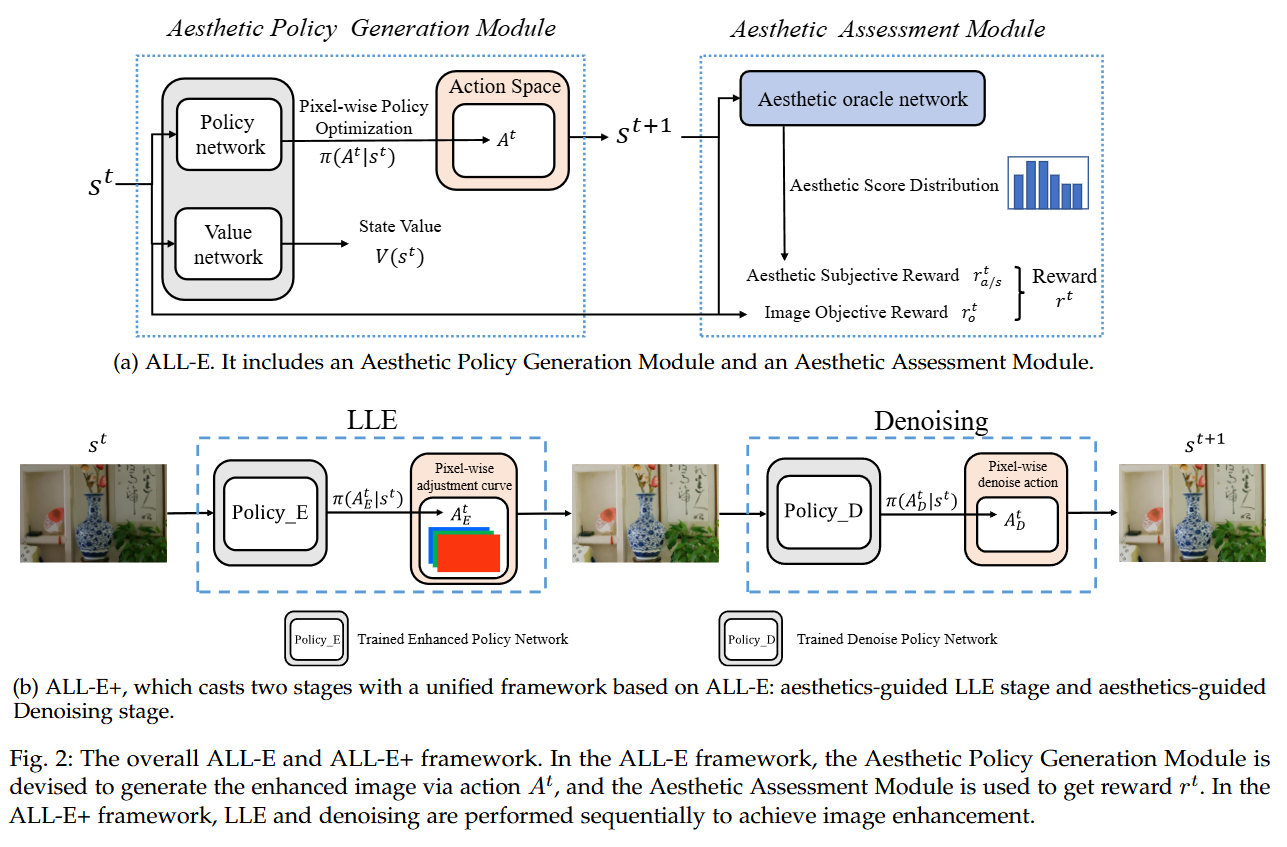 Aesthetic Policy Generation Module
Aesthetic Assessment Module
s^t
Policy
network
Value
network
Pixel-wise Policy
Optimization
π(A^t|s^t)
State Value
V(s^t)
Action Space
A^t
s^{t+1}
Aesthetic oracle network
Aesthetic Score Distribution
Aesthetic Subjective Reward r^t_{a/s}
Image Objective Reward r^t_o
Reward
r^t
(a) ALL-E. It includes an Aesthetic Policy Generation Module and an Aesthetic Assessment Module.
LLE
Denoising
s^t
Policy_E
π(A^t_E|s^t)
Pixel-wise
adjustment curve
A^t_E
Policy_D
π(A^t_D|s^t)
Pixel-wise
denoise action
A^t_D
s^{t+1}
Policy_E Trained Enhanced Policy Network
Policy_D Trained Denoise Policy Network
(b) ALL-E+, which casts two stages with a unified framework based on ALL-E: aesthetics-guided LLE stage and aesthetics-guided
Denoising stage.
Fig. 2: The overall ALL-E and ALL-E+ framework. In the ALL-E framework, the Aesthetic Policy Generation Module is
devised to generate the enhanced image via action A^t, and the Aesthetic Assessment Module is used to get reward r^t. In the
ALL-E+ framework, LLE and denoising are performed sequentially to achieve image enhancement.